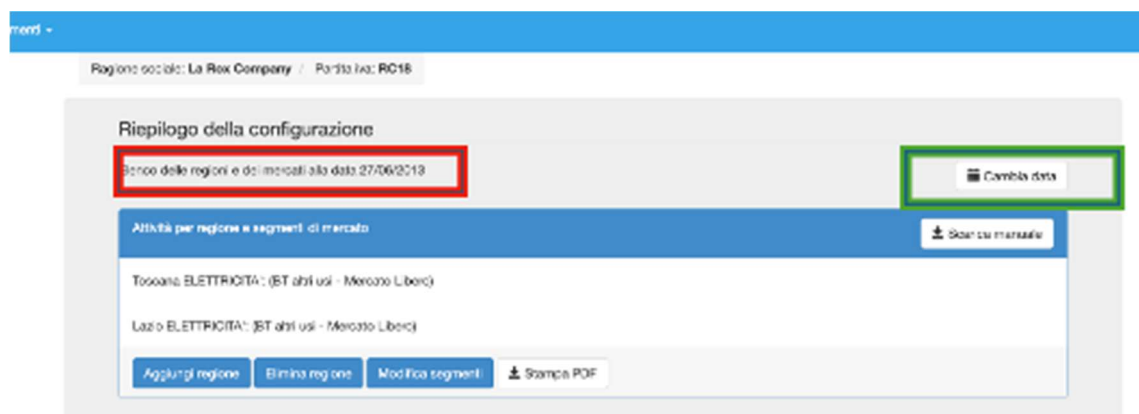 menti
Ragione sociale: La Rox Company / Partita iva: RC18
Riepilogo della configurazione
Elenco delle regioni e dei mercati alla data 27/06/2013
Cambia data
Attività per regione e segmenti di mercato
Scarica manuale
Toscana ELETTRICITA': (BT altri usi - Mercato Libero)
Lazio ELETTRICITA': (BT altri usi - Mercato Libero)
Aggiungi regione Elimina regione Modifica segmenti Stampa PDF